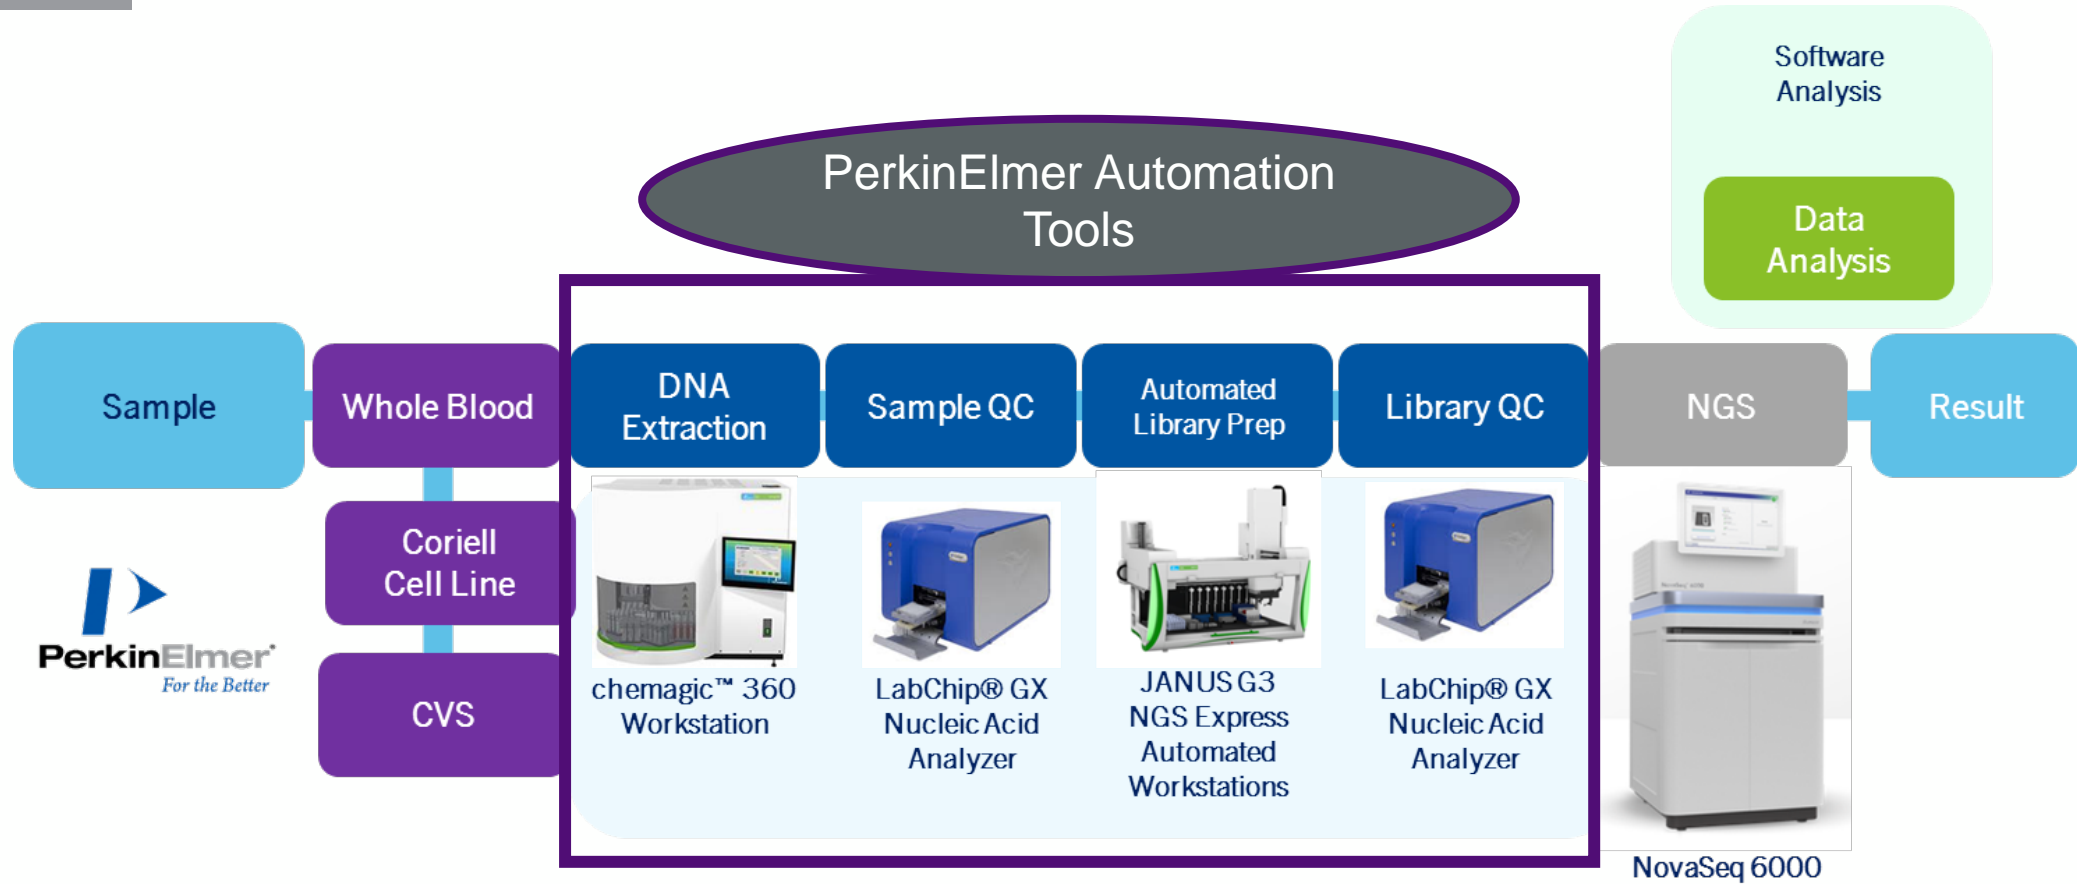 Software
Analysis
PerkinElmer Automation
Tools
Data
Analysis
Sample
Whole Blood
DNA
Extraction
Sample QC
Automated
Library Prep
Library QC
NGS
Result
Coriell
Cell Line
CVS
PerkinElmer®
For the Better
chemagic™ 360
Workstation
LabChip® GX
Nucleic Acid
Analyzer
JANUS G3
NGS Express
Automated
Workstations
LabChip® GX
Nucleic Acid
Analyzer
NovaSeq 6000